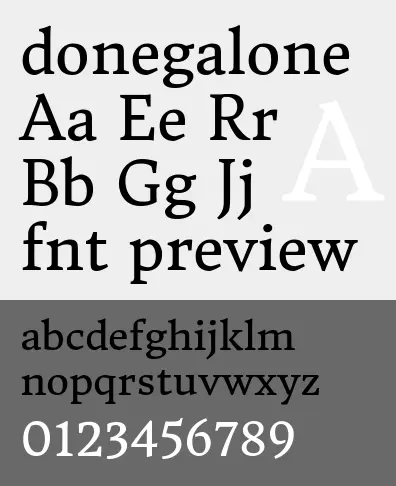 donegalone
Aa Ee Rr
A
Bb Gg Jj
fnt preview
abcdefghijklm
nopqrstuvwxyz
0123456789